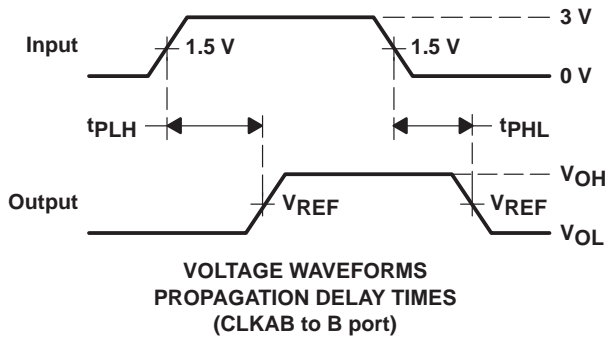 3 V
Input
1.5 V
1.5 V
0 V
tPLH
tPHL
VOH
Output
VREF
VREF
VOL
VOLTAGE WAVEFORMS
PROPAGATION DELAY TIMES
(CLKAB to B port)